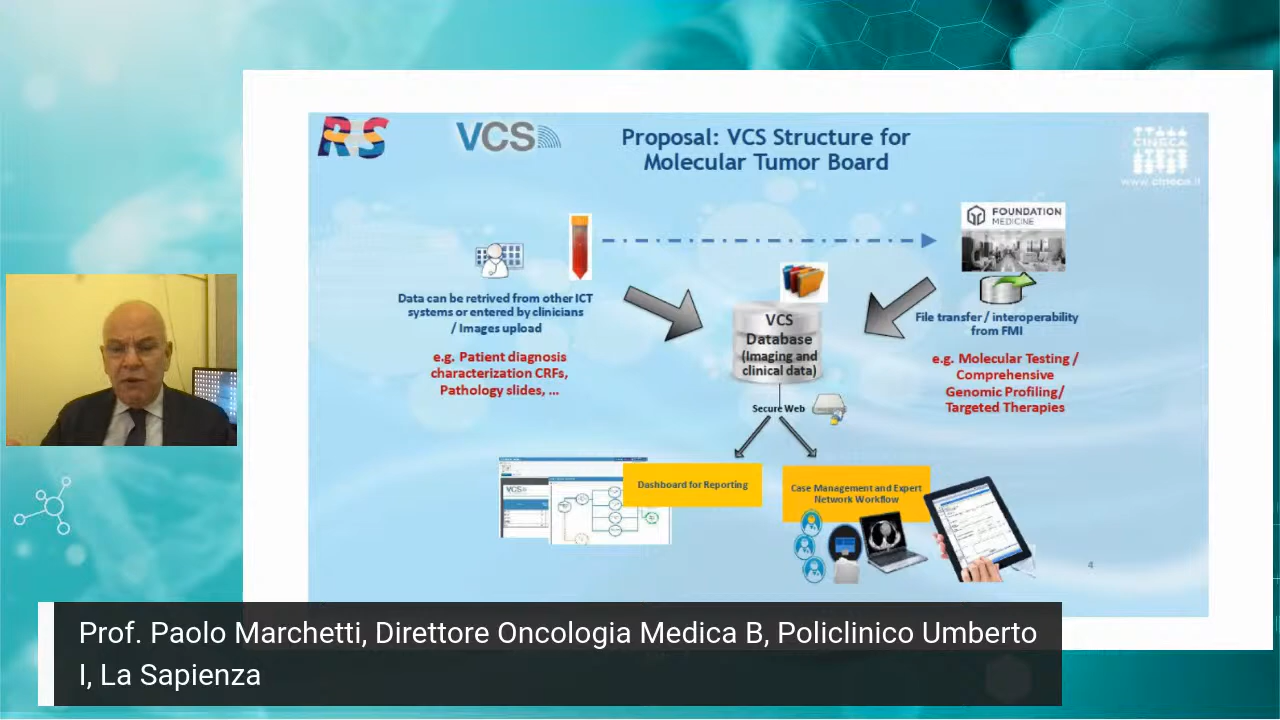 RIS
VCS
Proposal: VCS Structure for
Molecular Tumor Board
CINECA
www.cineca.it
FOUNDATION
MEDICINE
Data can be retrived from other ICT
systems or entered by clinicians
/ Images upload
e.g. Patient diagnosis
characterization CRFs,
Pathology slides, ...
VCS
Database
(Imaging and
clinical data)
File transfer / interoperability
from FMI
e.g. Molecular Testing /
Comprehensive
Genomic Profiling/
Targeted Therapies
Secure Web
VCS
Dashboard for Reporting
Case Management and Expert
Network Workflow
4
Prof. Paolo Marchetti, Direttore Oncologia Medica B, Policlinico Umberto
I, La Sapienza